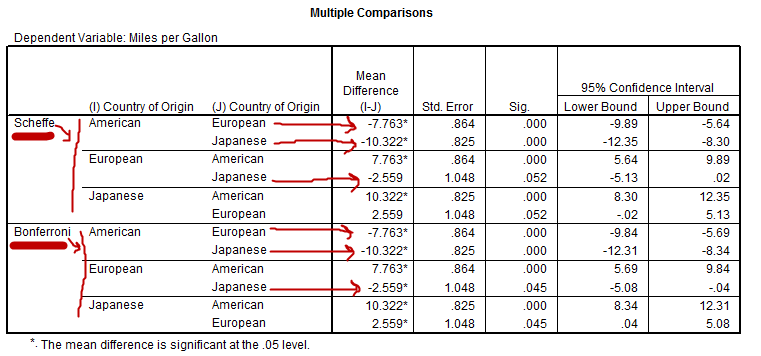 Multiple Comparisons
Dependent Variable: Miles per Gallon
Mean
Difference 95% Confidence Interval
(I) Country of Origin (J) Country of Origin (I-J) Std. Error Sig. Lower Bound Upper Bound
Scheffe American European -7.763* .864 .000 -9.89 -5.64
Japanese -10.322* .825 .000 -12.35 -8.30
European American 7.763* .864 .000 5.64 9.89
Japanese -2.559 1.048 .052 -5.13 .02
Japanese American 10.322* .825 .000 8.30 12.35
European 2.559 1.048 .052 -.02 5.13
Bonferroni American European -7.763* .864 .000 -9.84 -5.69
Japanese -10.322* .825 .000 -12.31 -8.34
European American 7.763* .864 .000 5.69 9.84
Japanese -2.559* 1.048 .045 -5.08 -.04
Japanese American 10.322* .825 .000 8.34 12.31
European 2.559* 1.048 .045 .04 5.08
*. The mean difference is significant at the .05 level.